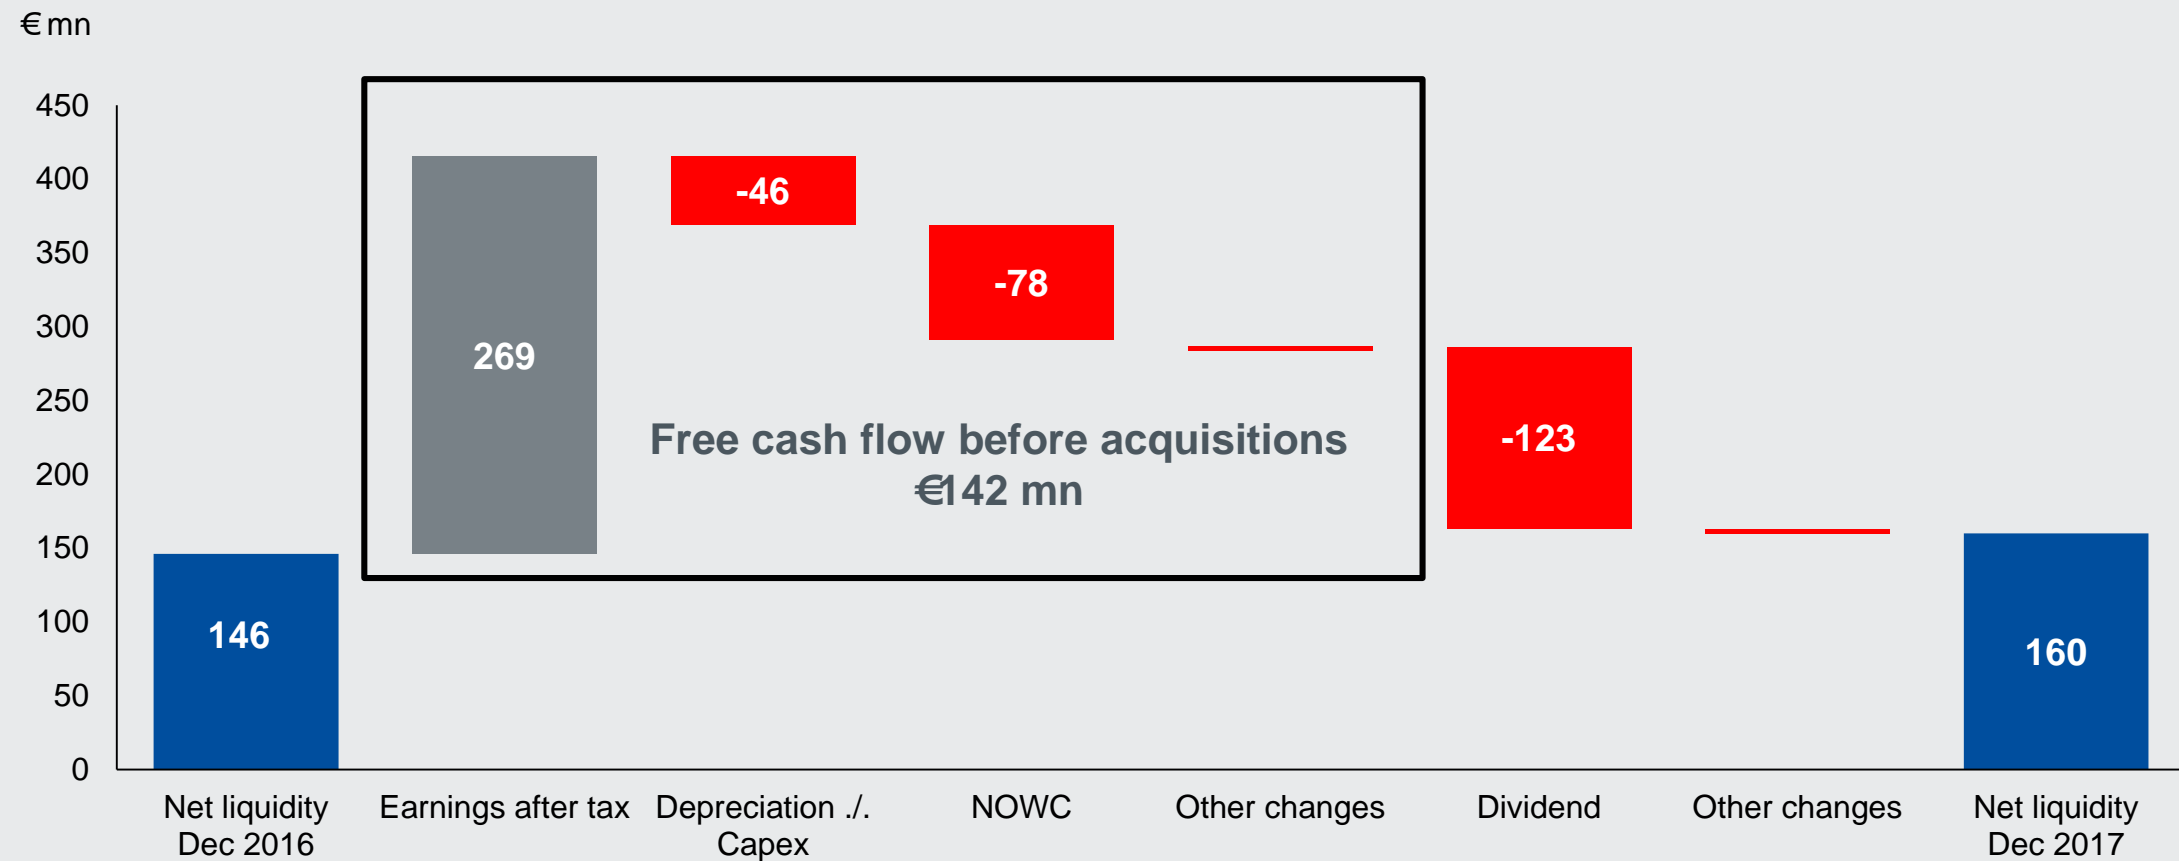 € mn
450
400
350
300
250
200
150
100
50
0
146
269
-46
-78
-123
160
Free cash flow before acquisitions
€142 mn
Net liquidity
Dec 2016
Earnings after tax
Depreciation ./.
Capex
NOWC
Other changes
Dividend
Other changes
Net liquidity
Dec 2017